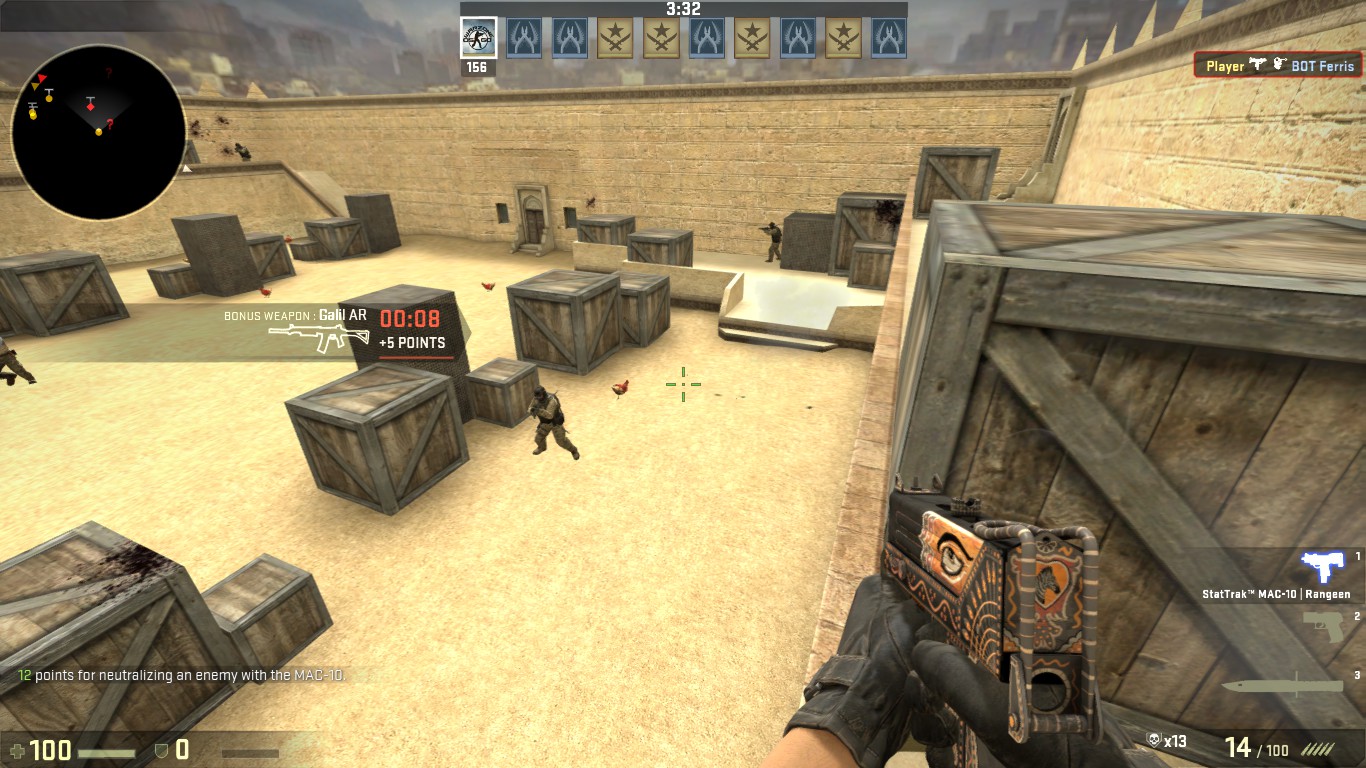 3:32
156
Player BOT Ferris
BONUS WEAPON : Galil AR
00:08
+5 POINTS
1
StatTrak™ MAC-10 | Rangeen
2
3
12 points for neutralizing an enemy with the MAC-10.
100 0
x13 14 / 100